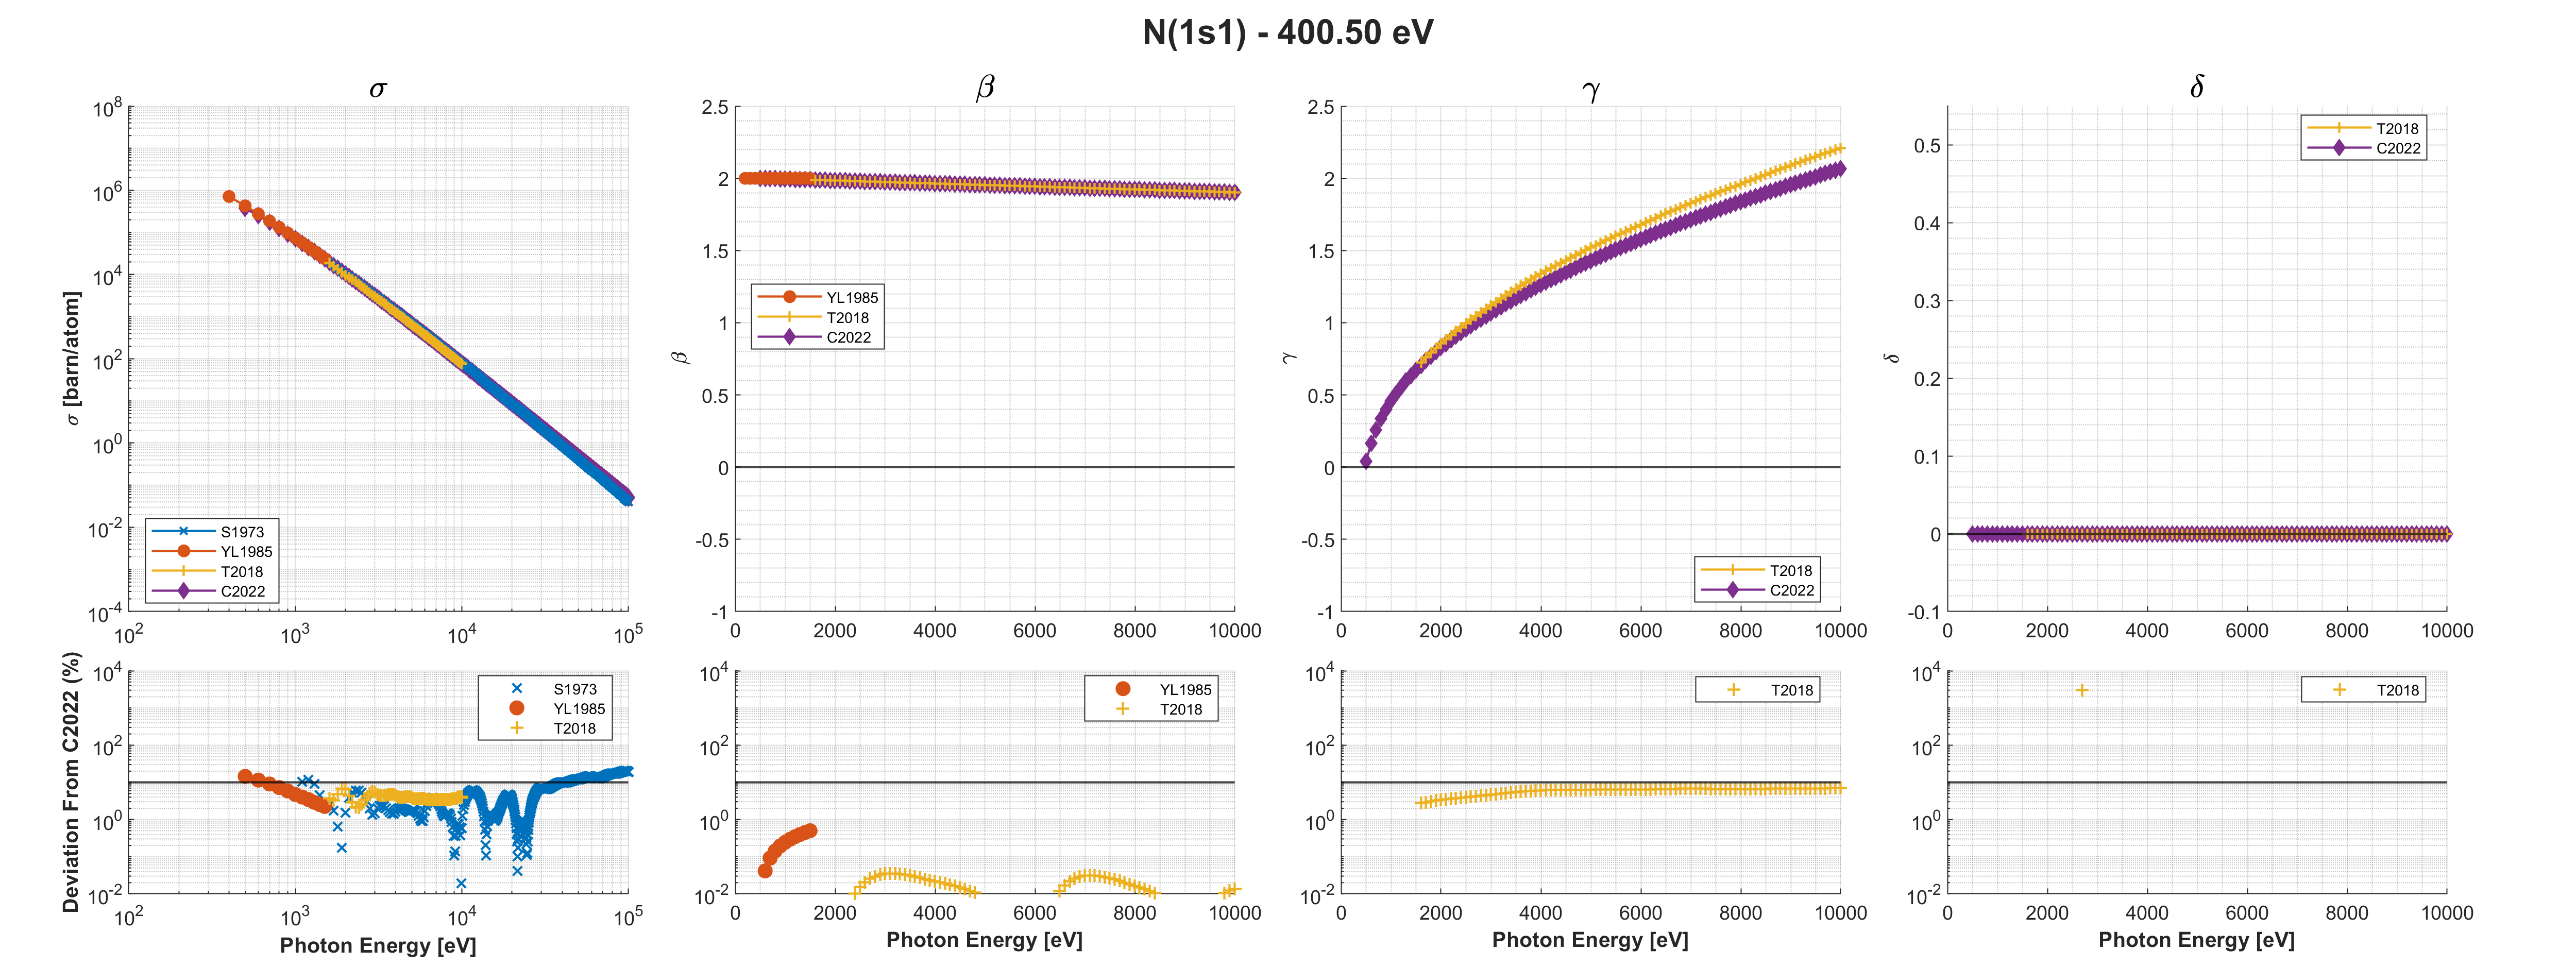 N(1s1) - 400.50 eV
σ
σ [barn/atom]
10^8
10^6
10^4
10^2
10^0
10^-2
10^-4
10^2
10^3
10^4
10^5
S1973
YL1985
T2018
C2022
β
β
2.5
2
1.5
1
0.5
0
-0.5
-1
0
2000
4000
6000
8000
10000
YL1985
T2018
C2022
γ
γ
2.5
2
1.5
1
0.5
0
-0.5
-1
0
2000
4000
6000
8000
10000
T2018
C2022
δ
δ
0.5
0.4
0.3
0.2
0.1
0
-0.1
0
2000
4000
6000
8000
10000
T2018
C2022
Deviation From C2022 (%)
10^4
10^2
10^0
10^-2
10^2
10^3
10^4
10^5
Photon Energy [eV]
S1973
YL1985
T2018
10^4
10^2
10^0
10^-2
0
2000
4000
6000
8000
10000
Photon Energy [eV]
YL1985
T2018
10^4
10^2
10^0
10^-2
0
2000
4000
6000
8000
10000
Photon Energy [eV]
T2018
10^4
10^2
10^0
10^-2
0
2000
4000
6000
8000
10000
Photon Energy [eV]
T2018